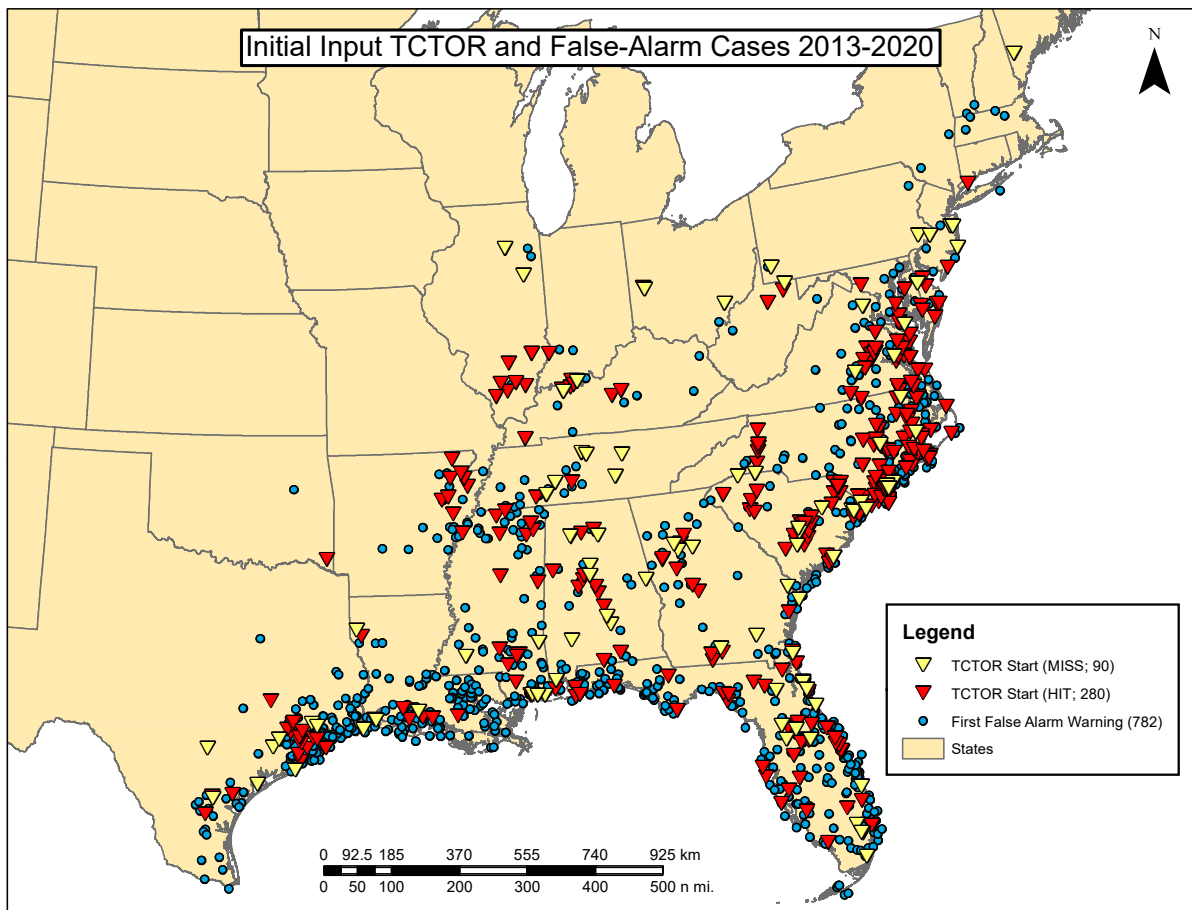 Initial Input TCTOR and False-Alarm Cases 2013-2020
N
Legend
TCTOR Start (MISS; 90)
TCTOR Start (HIT; 280)
First False Alarm Warning (782)
States
0 92.5 185 370 555 740 925 km
0 50 100 200 300 400 500 n mi.